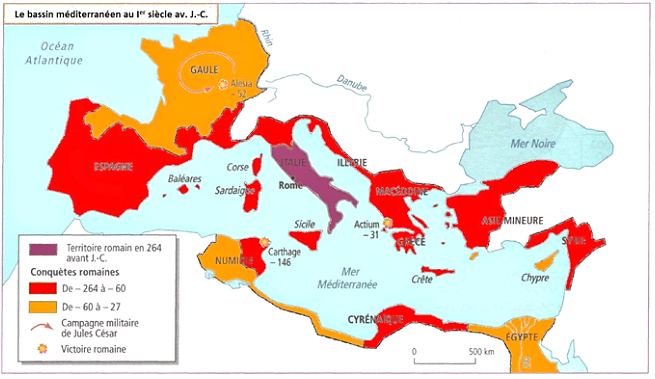 Le bassin méditerranéen au Ier siècle av. J.-C.
Océan
Atlantique
Rhin
GAULE
Alésia
– 52
Danube
Mer Noire
ESPAGNE
Corse
Baléares
Sardaigne
ITALIE
Rome
ILLYRIE
MACÉDOINE
ASIE MINEURE
Actium
– 31
GRÈCE
Sicile
SYRIE
NUMIDIE
Carthage
– 146
Mer
Méditerranée
Crête
Chypre
CYRÉNAÏQUE
ÉGYPTE
Nil
0
500 km
Territoire romain en 264
avant J.-C.
Conquêtes romaines
De – 264 à – 60
De – 60 à – 27
Campagne militaire
de Jules César
Victoire romaine